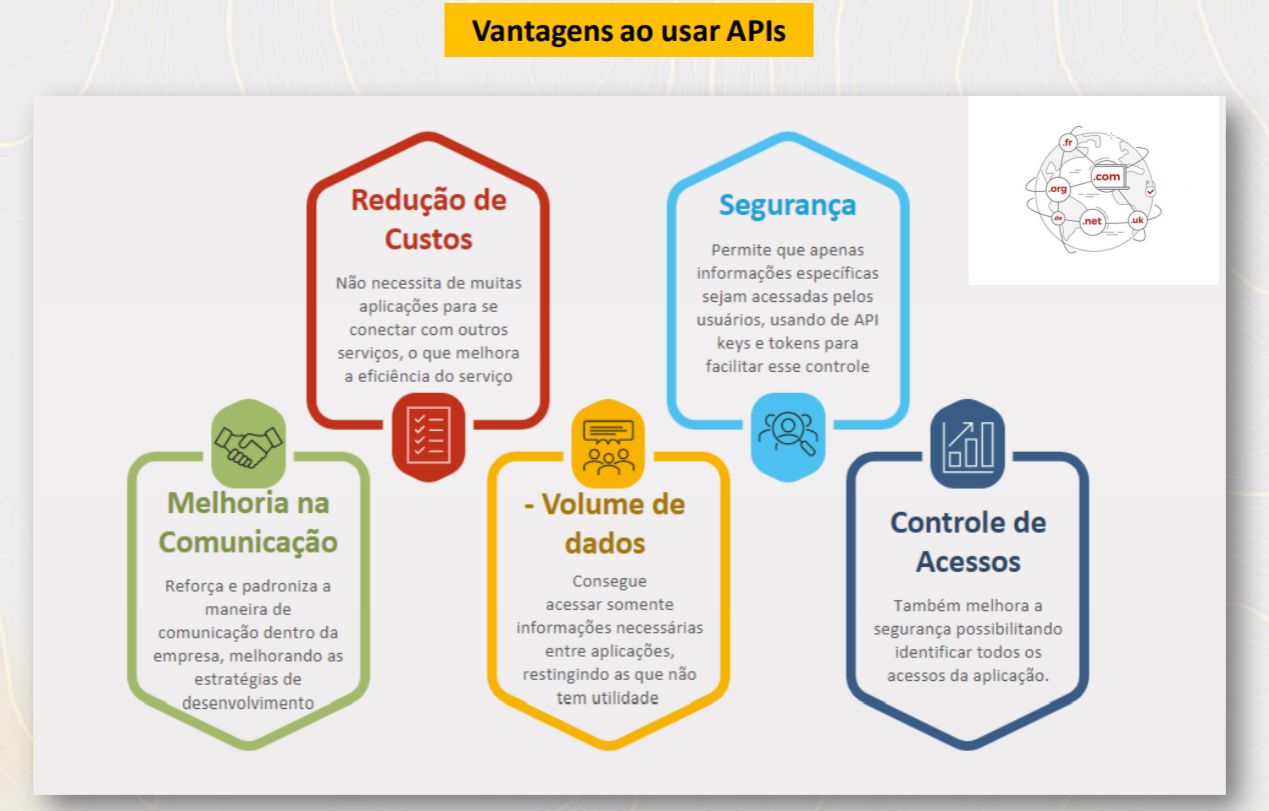 Vantagens ao usar APIs
Redução de
Custos
Não necessita de muitas
aplicações para se
conectar com outros
serviços, o que melhora
a eficiência do serviço
Segurança
Permite que apenas
informações específicas
sejam acessadas pelos
usuários, usando de API
keys e tokens para
facilitar esse controle
.fr
.com
.org
.de
.net
.uk
Melhoria na
Comunicação
Reforça e padroniza a
maneira de
comunicação dentro da
empresa, melhorando as
estratégias de
desenvolvimento
- Volume de
dados
Consegue
acessar somente
informações necessárias
entre aplicações,
restingindo as que não
tem utilidade
Controle de
Acessos
Também melhora a
segurança possibilitando
identificar todos os
acessos da aplicação.